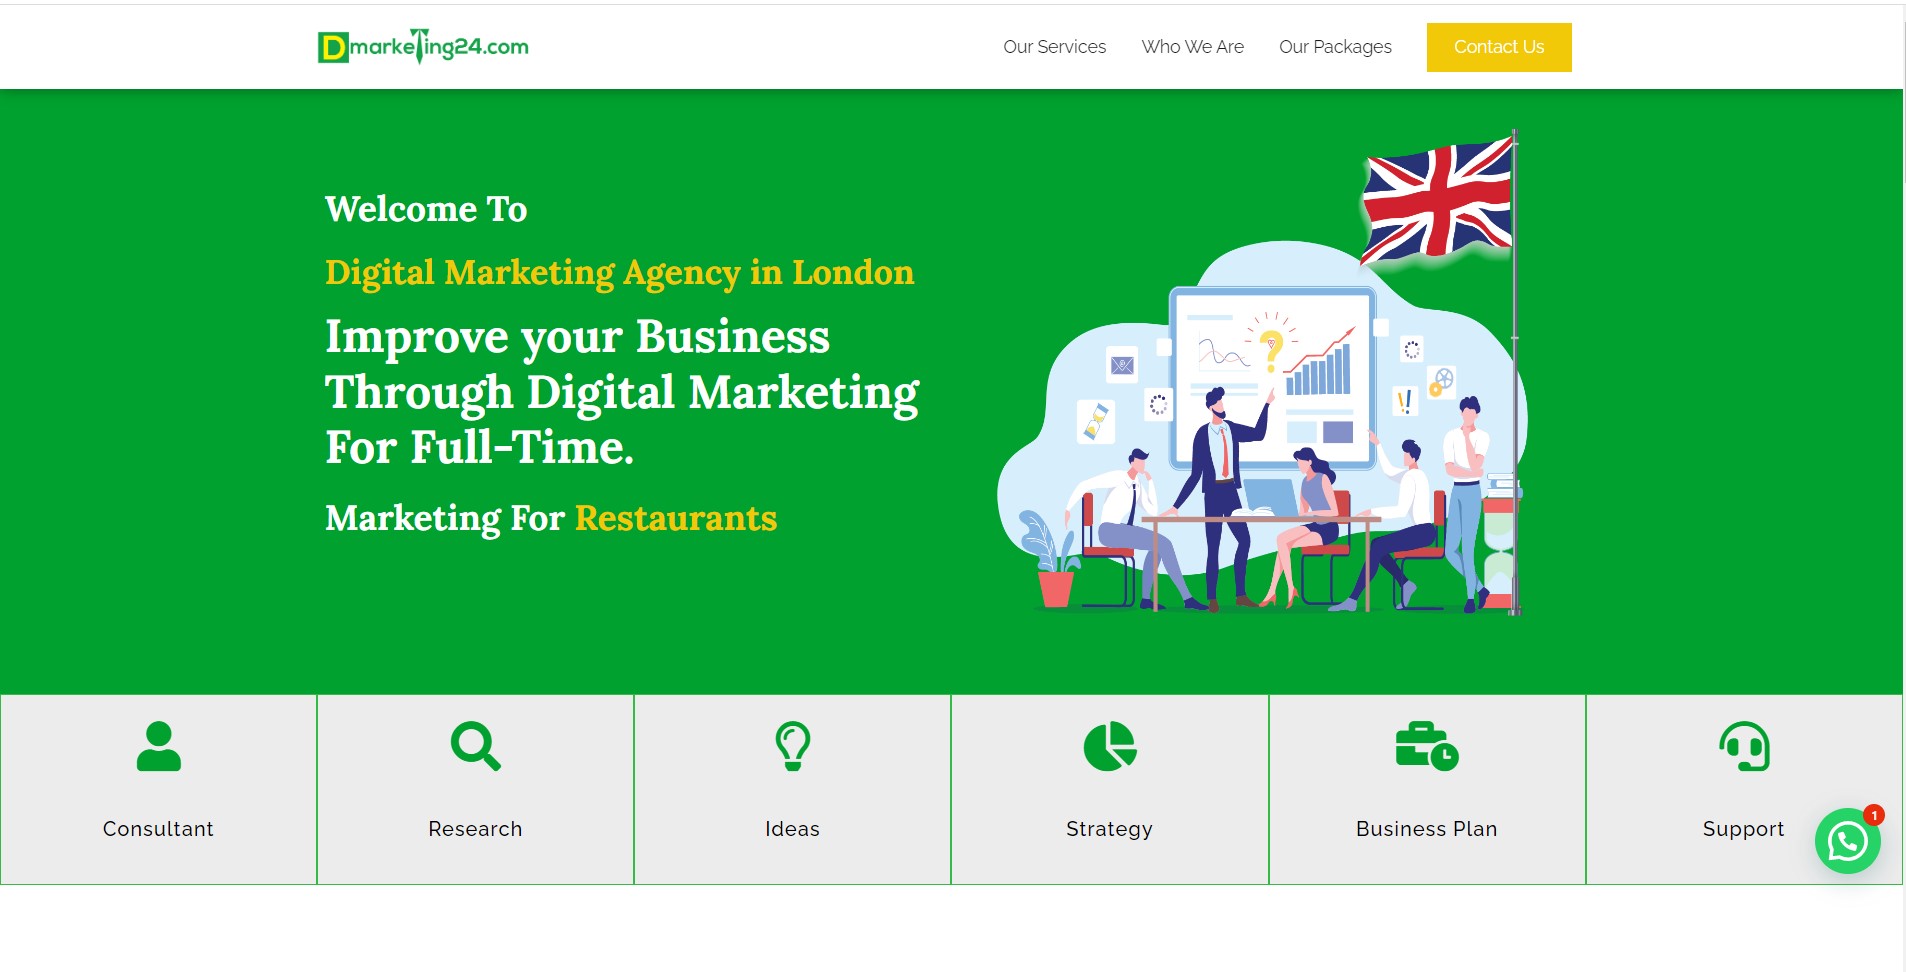 Dmarketing24.com
Our Services
Who We Are
Our Packages
Contact Us
Welcome To
Digital Marketing Agency in London
Improve your Business
Through Digital Marketing
For Full-Time.
Marketing For Restaurants
Consultant
Research
Ideas
Strategy
Business Plan
Support
1